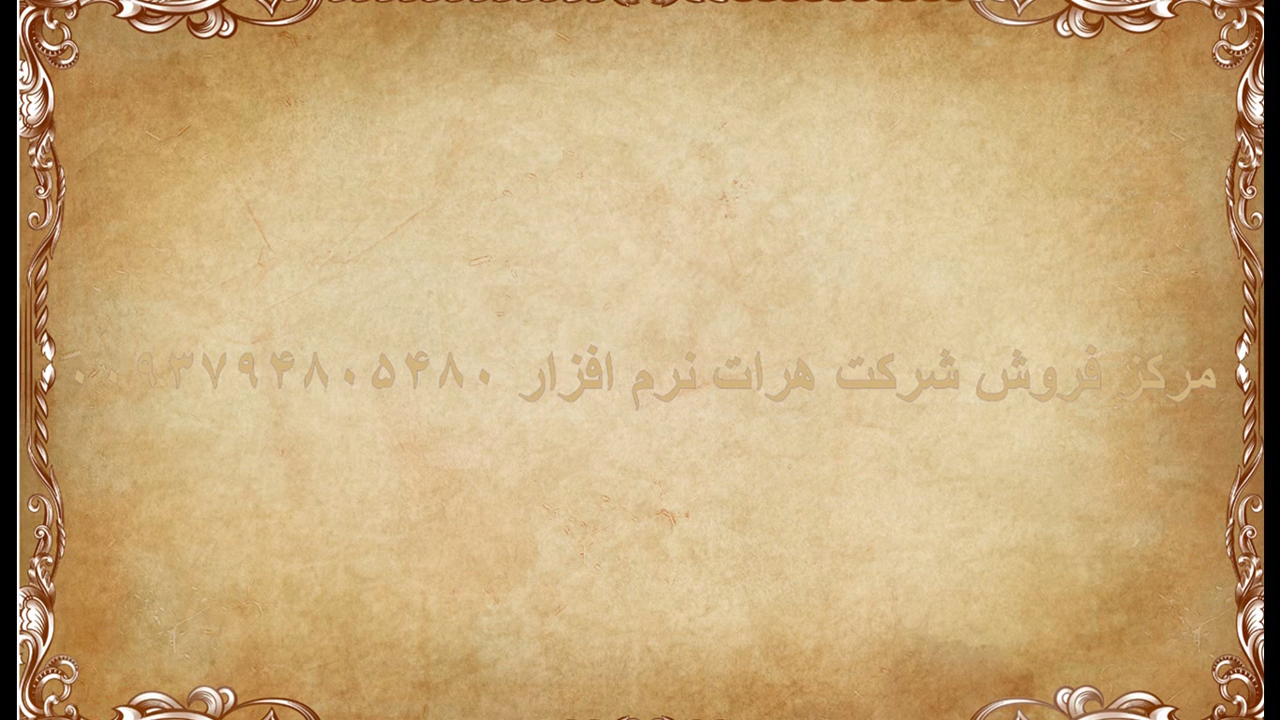 مرکز فروش شرکت هرات نرم افزار ۰۰۹۳۷۹۴۸۰۵۴۸۰